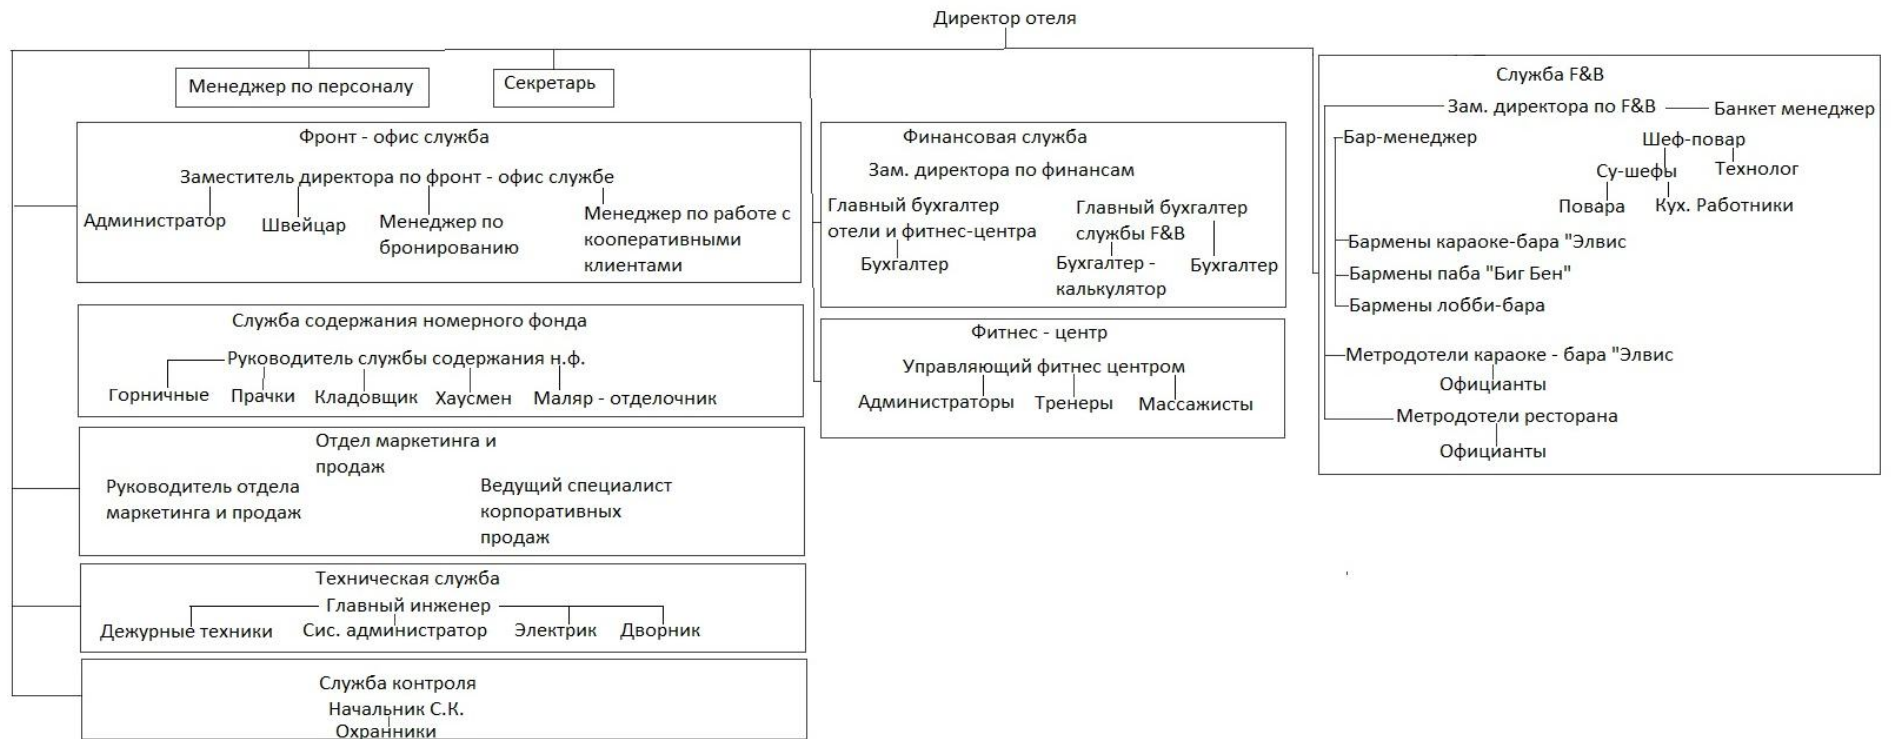 Директор отеля
Менеджер по персоналу
Секретарь
Фронт - офис служба
Заместитель директора по фронт - офис службе
Администратор
Швейцар
Менеджер по
бронированию
Менеджер по работе с
кооперативными
клиентами
Служба содержания номерного фонда
Руководитель службы содержания н.ф.
Горничные
Прачки
Кладовщик
Хаусмен
Маляр - отделочник
Отдел маркетинга и
продаж
Руководитель отдела
маркетинга и продаж
Ведущий специалист
корпоративных
продаж
Техническая служба
Главный инженер
Дежурные техники
Сис. администратор
Электрик
Дворник
Служба контроля
Начальник С.К.
Охранники
Финансовая служба
Зам. директора по финансам
Главный бухгалтер
отели и фитнес-центра
Бухгалтер
Главный бухгалтер
службы F&B
Бухгалтер -
калькулятор
Бухгалтер
Фитнес - центр
Управляющий фитнес центром
Администраторы
Тренеры
Массажисты
Служба F&B
Зам. директора по F&B
Банкет менеджер
Бар-менеджер
Шеф-повар
Су-шефы
Технолог
Повара
Кух. Работники
Бармены караоке-бара "Элвис
Бармены паба "Биг Бен"
Бармены лобби-бара
Метродотели караоке - бара "Элвис
Официанты
Метродотели ресторана
Официанты